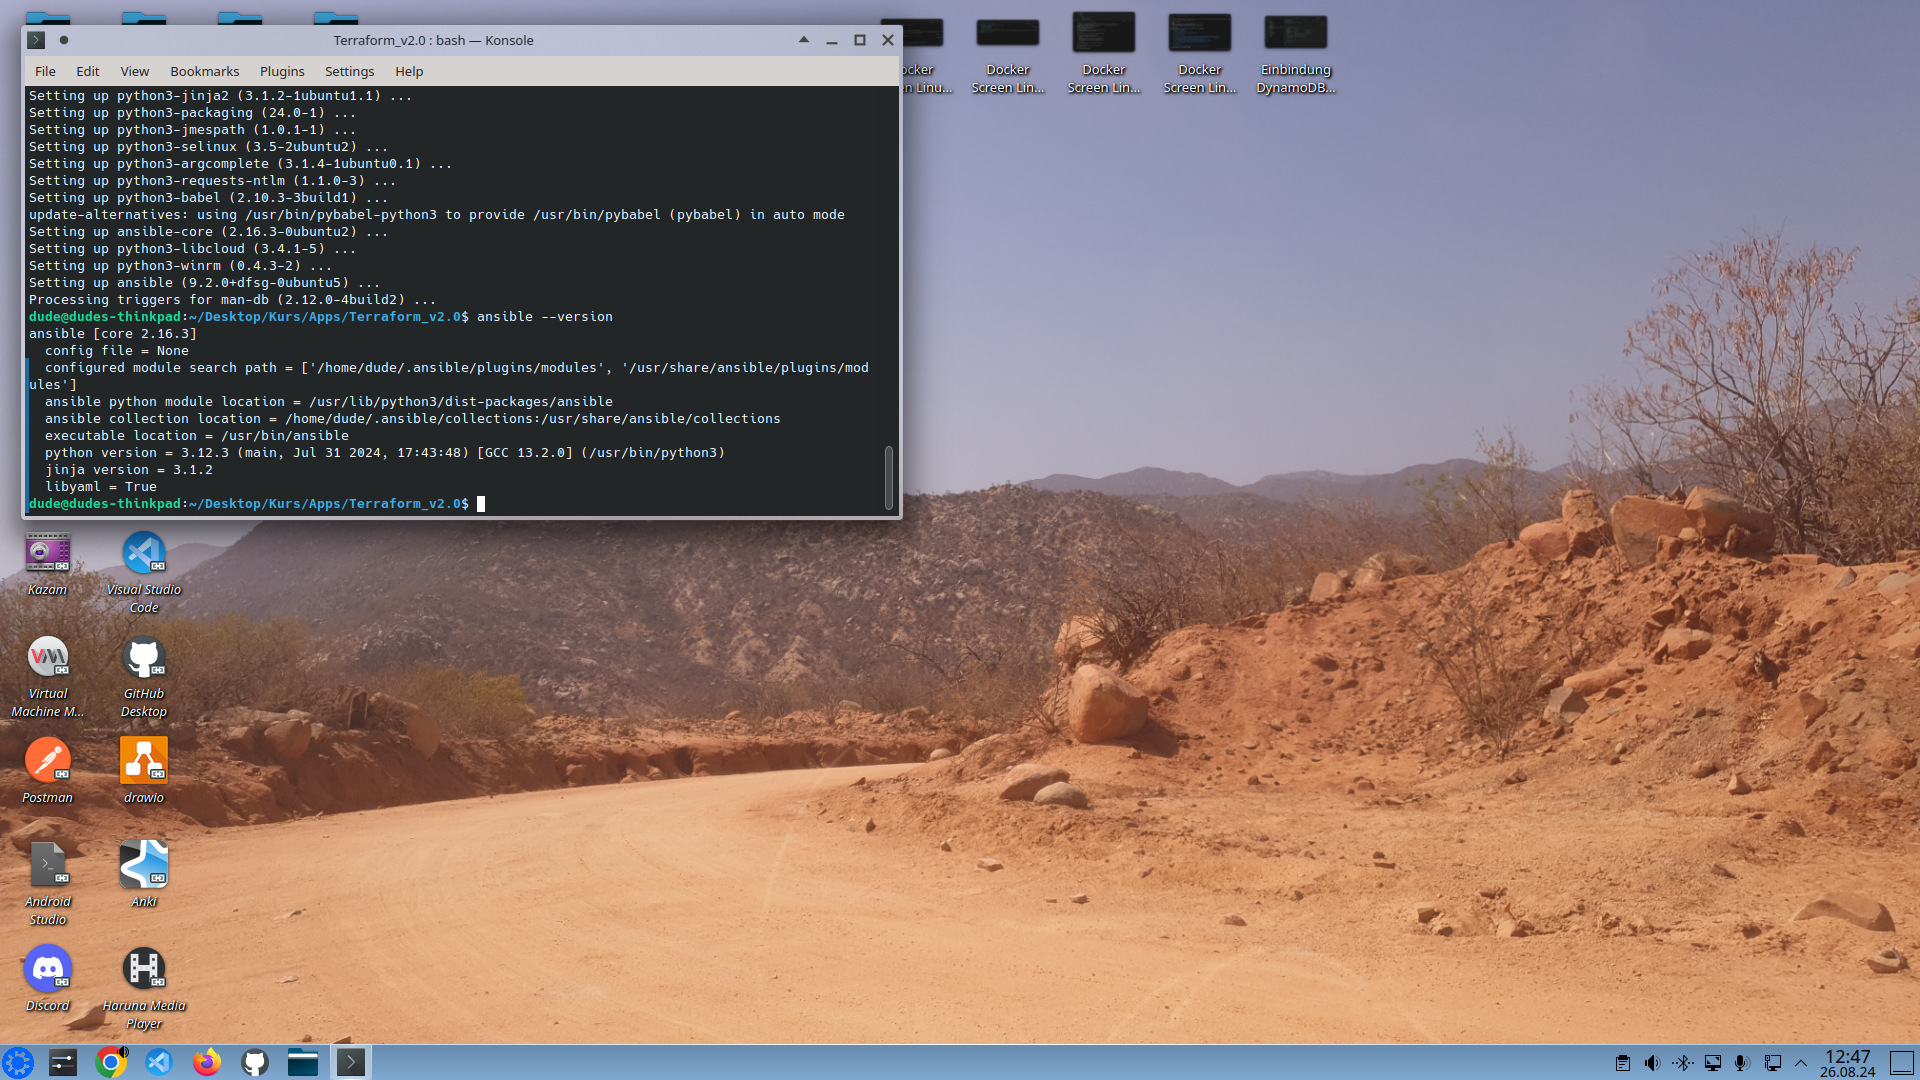 Terraform_v2.0 : bash — Konsole
File Edit View Bookmarks Plugins Settings Help
Setting up python3-jinja2 (3.1.2-1ubuntu1.1) ...
Setting up python3-packaging (24.0-1) ...
Setting up python3-jmespath (1.0.1-1) ...
Setting up python3-selinux (3.5-2ubuntu2) ...
Setting up python3-argcomplete (3.1.4-1ubuntu0.1) ...
Setting up python3-requests-ntlm (1.1.0-3) ...
Setting up python3-babel (2.10.3-3build1) ...
update-alternatives: using /usr/bin/pybabel-python3 to provide /usr/bin/pybabel (pybabel) in auto mode
Setting up ansible-core (2.16.3-0ubuntu2) ...
Setting up python3-libcloud (3.4.1-5) ...
Setting up python3-winrm (0.4.3-2) ...
Setting up ansible (9.2.0+dfsg-0ubuntu5) ...
Processing triggers for man-db (2.12.0-4build2) ...
dude@dudes-thinkpad:~/Desktop/Kurs/Apps/Terraform_v2.0$ ansible --version
ansible [core 2.16.3]
config file = None
configured module search path = ['/home/dude/.ansible/plugins/modules', '/usr/share/ansible/plugins/mod
ules']
ansible python module location = /usr/lib/python3/dist-packages/ansible
ansible collection location = /home/dude/.ansible/collections:/usr/share/ansible/collections
executable location = /usr/bin/ansible
python version = 3.12.3 (main, Jul 31 2024, 17:43:48) [GCC 13.2.0] (/usr/bin/python3)
jinja version = 3.1.2
libyaml = True
dude@dudes-thinkpad:~/Desktop/Kurs/Apps/Terraform_v2.0$
ocker
n Linu...
Docker
Screen Lin...
Docker
Screen Lin...
Docker
Screen Lin...
Einbindung
DynamoDB...
Kazam
Visual Studio
Code
Virtual
Machine M...
GitHub
Desktop
Postman
drawio
Android
Studio
Anki
Discord
Haruna Media
Player
12:47
26.08.24